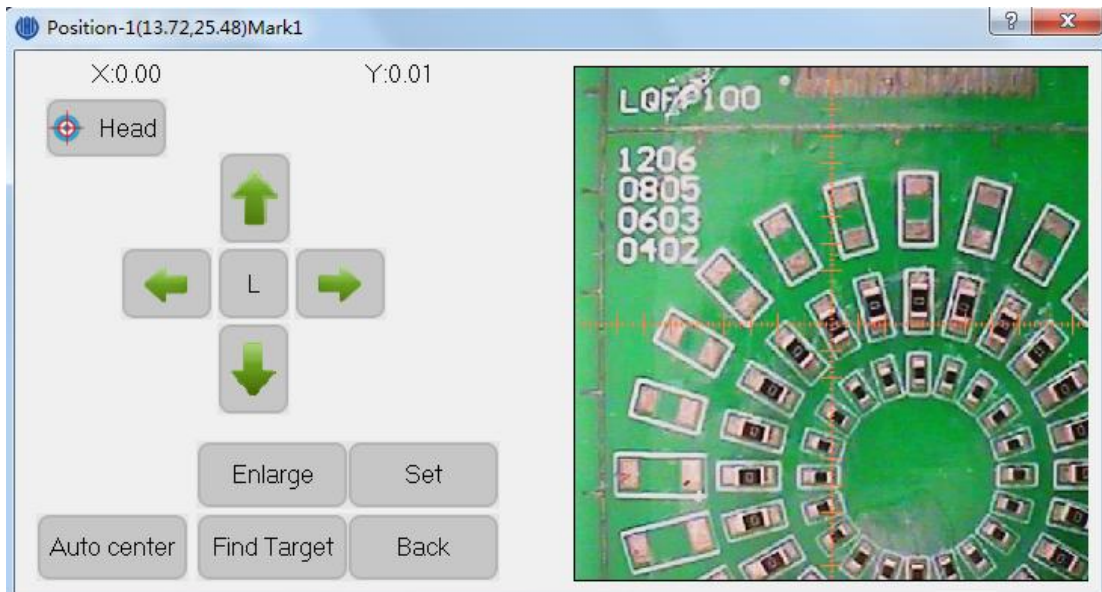 Position-1(13.72,25.48)Mark1
X:0.00 Y:0.01
Head
L
Enlarge Set
Auto center Find Target Back
LQFP100
1206
0805
0603
0402